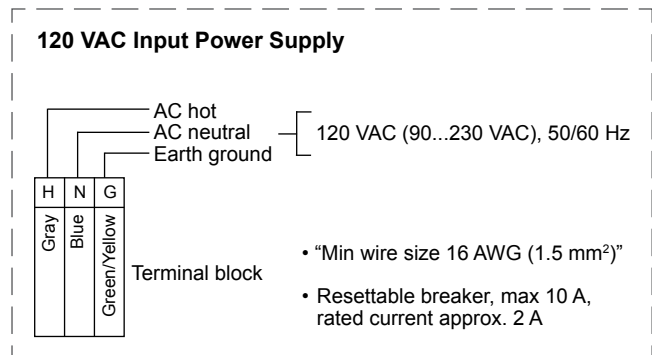 120 VAC Input Power Supply
AC hot
AC neutral
Earth ground
120 VAC (90...230 VAC), 50/60 Hz
H N G
Gray
Blue
Green/Yellow
Terminal block
• “Min wire size 16 AWG (1.5 mm²)”
• Resettable breaker, max 10 A,
rated current approx. 2 A